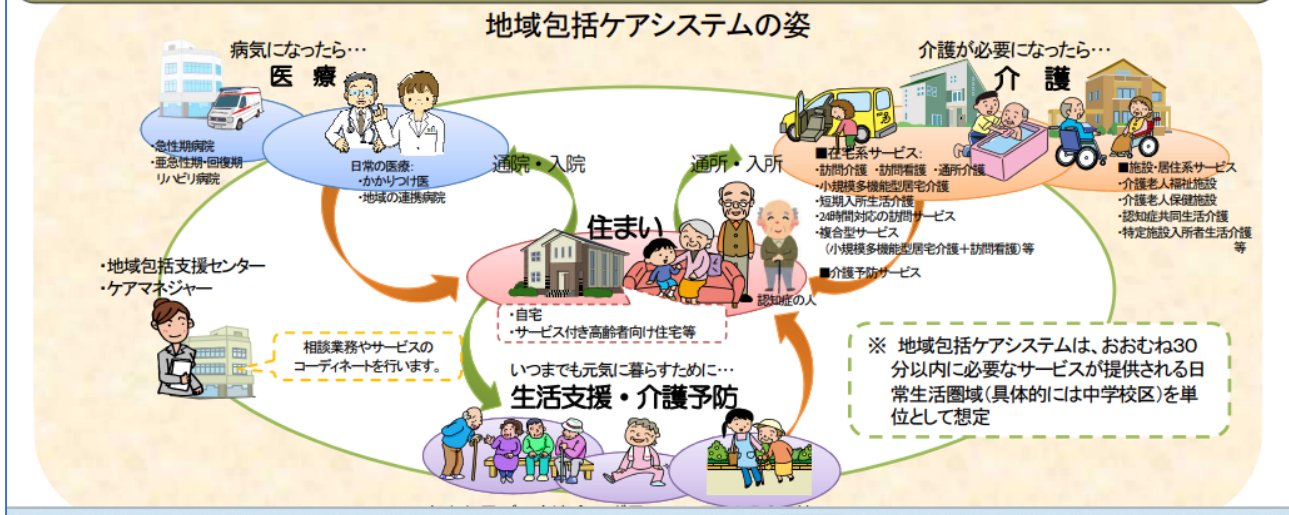 地域包括ケアシステムの姿
病気になったら…
医 療
介護が必要になったら…
介 護
・急性期病院
・亜急性期・回復期
リハビリ病院
日常の医療:
・かかりつけ医
・地域の連携病院
通院・入院
通所・入所
■在宅系サービス:
・訪問介護 ・訪問看護 ・通所介護
・小規模多機能型居宅介護
・短期入所生活介護
・24時間対応の訪問サービス
・複合型サービス
(小規模多機能型居宅介護+訪問看護)等
■介護予防サービス
■施設・居住系サービス
・介護老人福祉施設
・介護老人保健施設
・認知症共同生活介護
・特定施設入所者生活介護
等
住まい
認知症の人
・自宅
・サービス付き高齢者向け住宅等
・地域包括支援センター
・ケアマネジャー
相談業務やサービスの
コーディネートを行います。
いつまでも元気に暮らすために…
生活支援・介護予防
※ 地域包括ケアシステムは、おおむね30
分以内に必要なサービスが提供される日
常生活圏域(具体的には中学校区)を単
位として想定